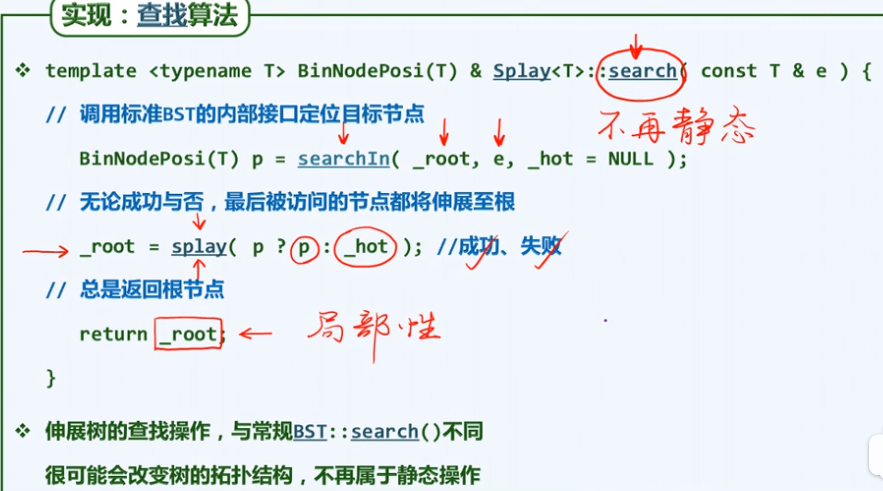 实现：查找算法
❖ template <typename T> BinNodePosi(T) & Splay<T>::search( const T & e ) {
// 调用标准BST的内部接口定位目标节点
不再静态
BinNodePosi(T) p = searchIn( _root, e, _hot = NULL );
// 无论成功与否，最后被访问的节点都将伸展至根
_root = splay( p ? p : _hot ); //成功、失败
// 总是返回根节点
return _root;
局部性
}
❖ 伸展树的查找操作，与常规BST::search()不同
很可能会改变树的拓扑结构，不再属于静态操作